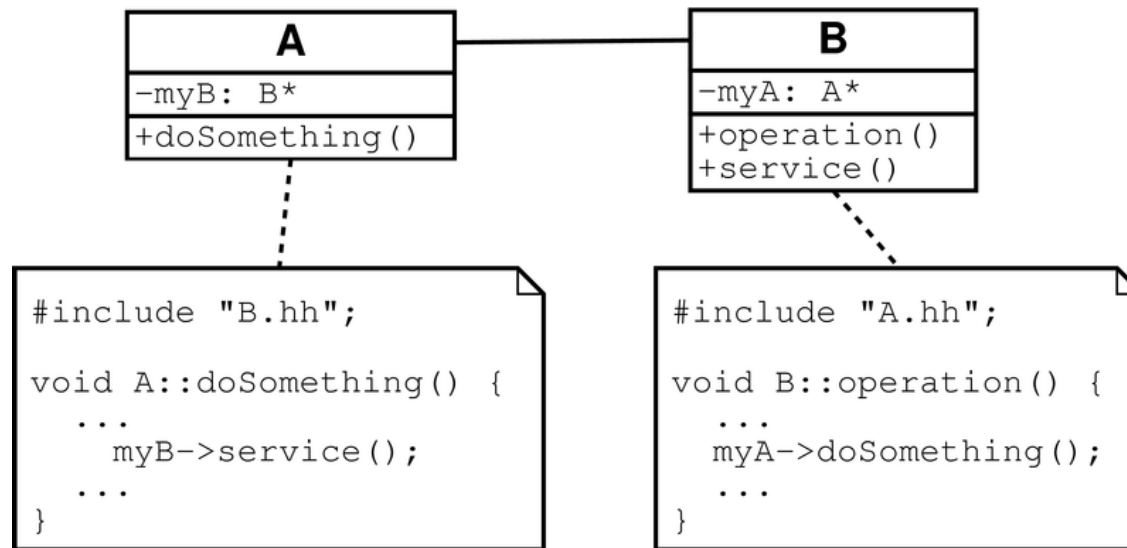 A
-myB: B*
+doSomething()
B
-myA: A*
+operation()
+service()
#include "B.hh";
void A::doSomething() {
...
myB->service();
...
}
#include "A.hh";
void B::operation() {
...
myA->doSomething();
...
}